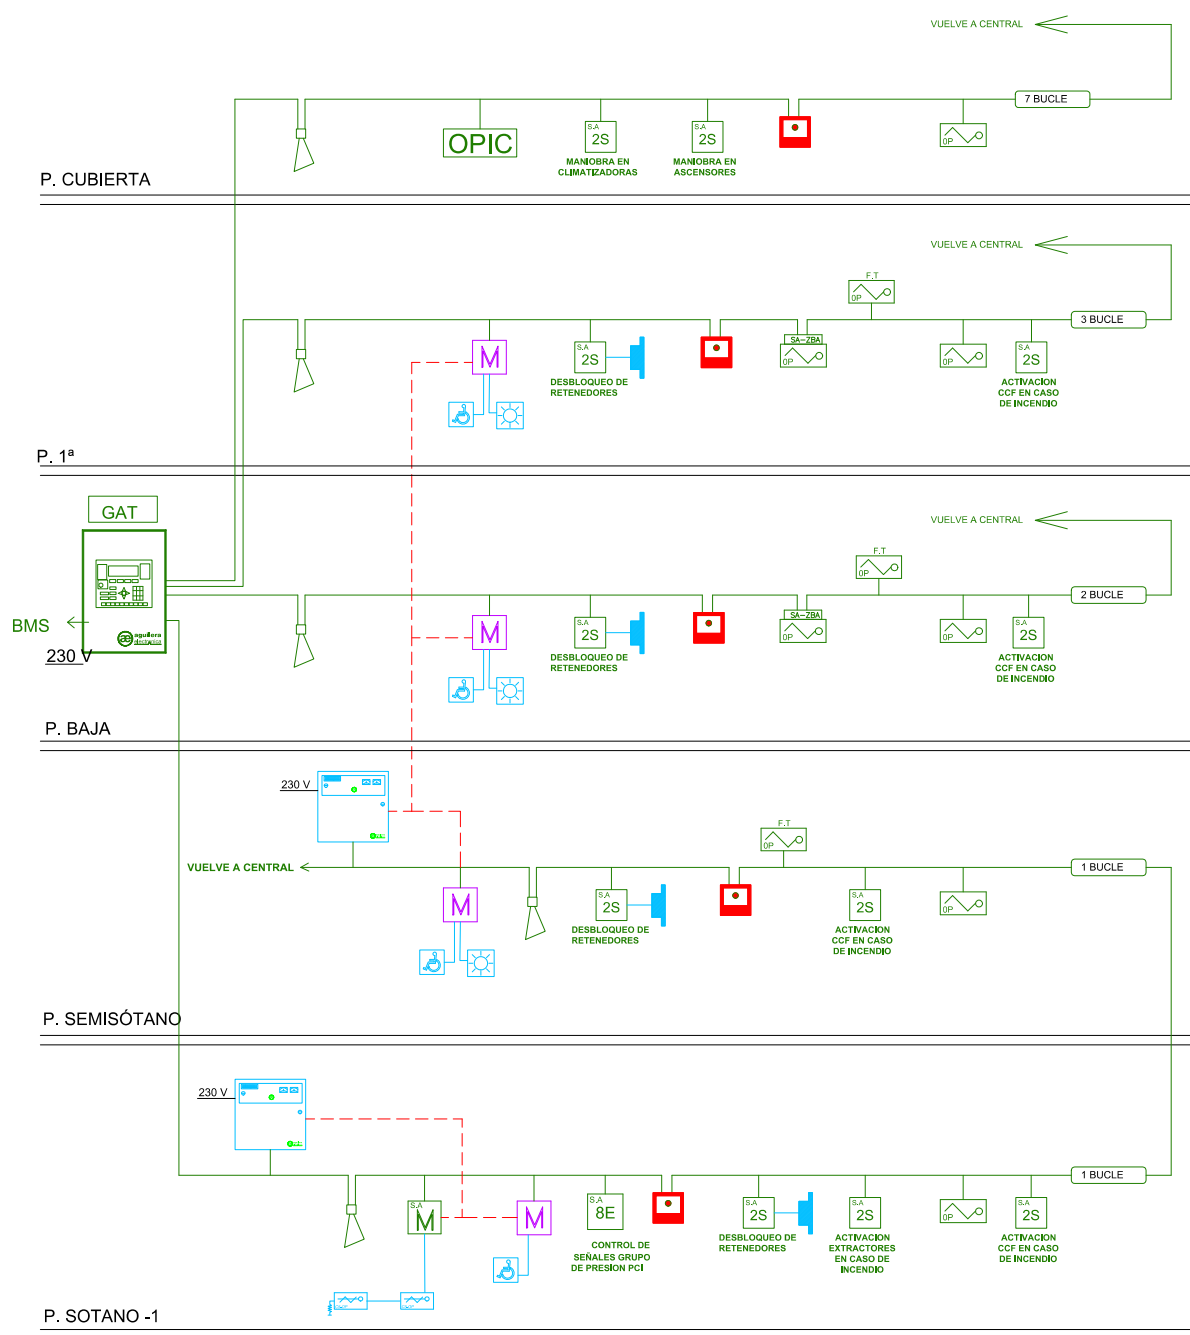 VUELVE A CENTRAL
7 BUCLE
OPIC
S.A
2S
MANIOBRA EN
CLIMATIZADORAS
S.A
2S
MANIOBRA EN
ASCENSORES
0P
P. CUBIERTA
VUELVE A CENTRAL
F.T
0P
3 BUCLE
M
S.A
2S
DESBLOQUEO DE
RETENEDORES
SA-ZBA
0P
0P
S.A
2S
ACTIVACION
CCF EN CASO
DE INCENDIO
P. 1ª
GAT
VUELVE A CENTRAL
F.T
0P
2 BUCLE
BMS
ae aguilera
electronica
230 V
M
S.A
2S
DESBLOQUEO DE
RETENEDORES
SA-ZBA
0P
0P
S.A
2S
ACTIVACION
CCF EN CASO
DE INCENDIO
P. BAJA
230 V
F.T
0P
VUELVE A CENTRAL
1 BUCLE
M
S.A
2S
DESBLOQUEO DE
RETENEDORES
S.A
2S
ACTIVACION
CCF EN CASO
DE INCENDIO
0P
P. SEMISÓTANO
230 V
1 BUCLE
S.A
M
M
S.A
8E
CONTROL DE
SEÑALES GRUPO
DE PRESION PCI
S.A
2S
DESBLOQUEO DE
RETENEDORES
S.A
2S
ACTIVACION
EXTRACTORES
EN CASO DE
INCENDIO
0P
S.A
2S
ACTIVACION
CCF EN CASO
DE INCENDIO
P. SOTANO -1